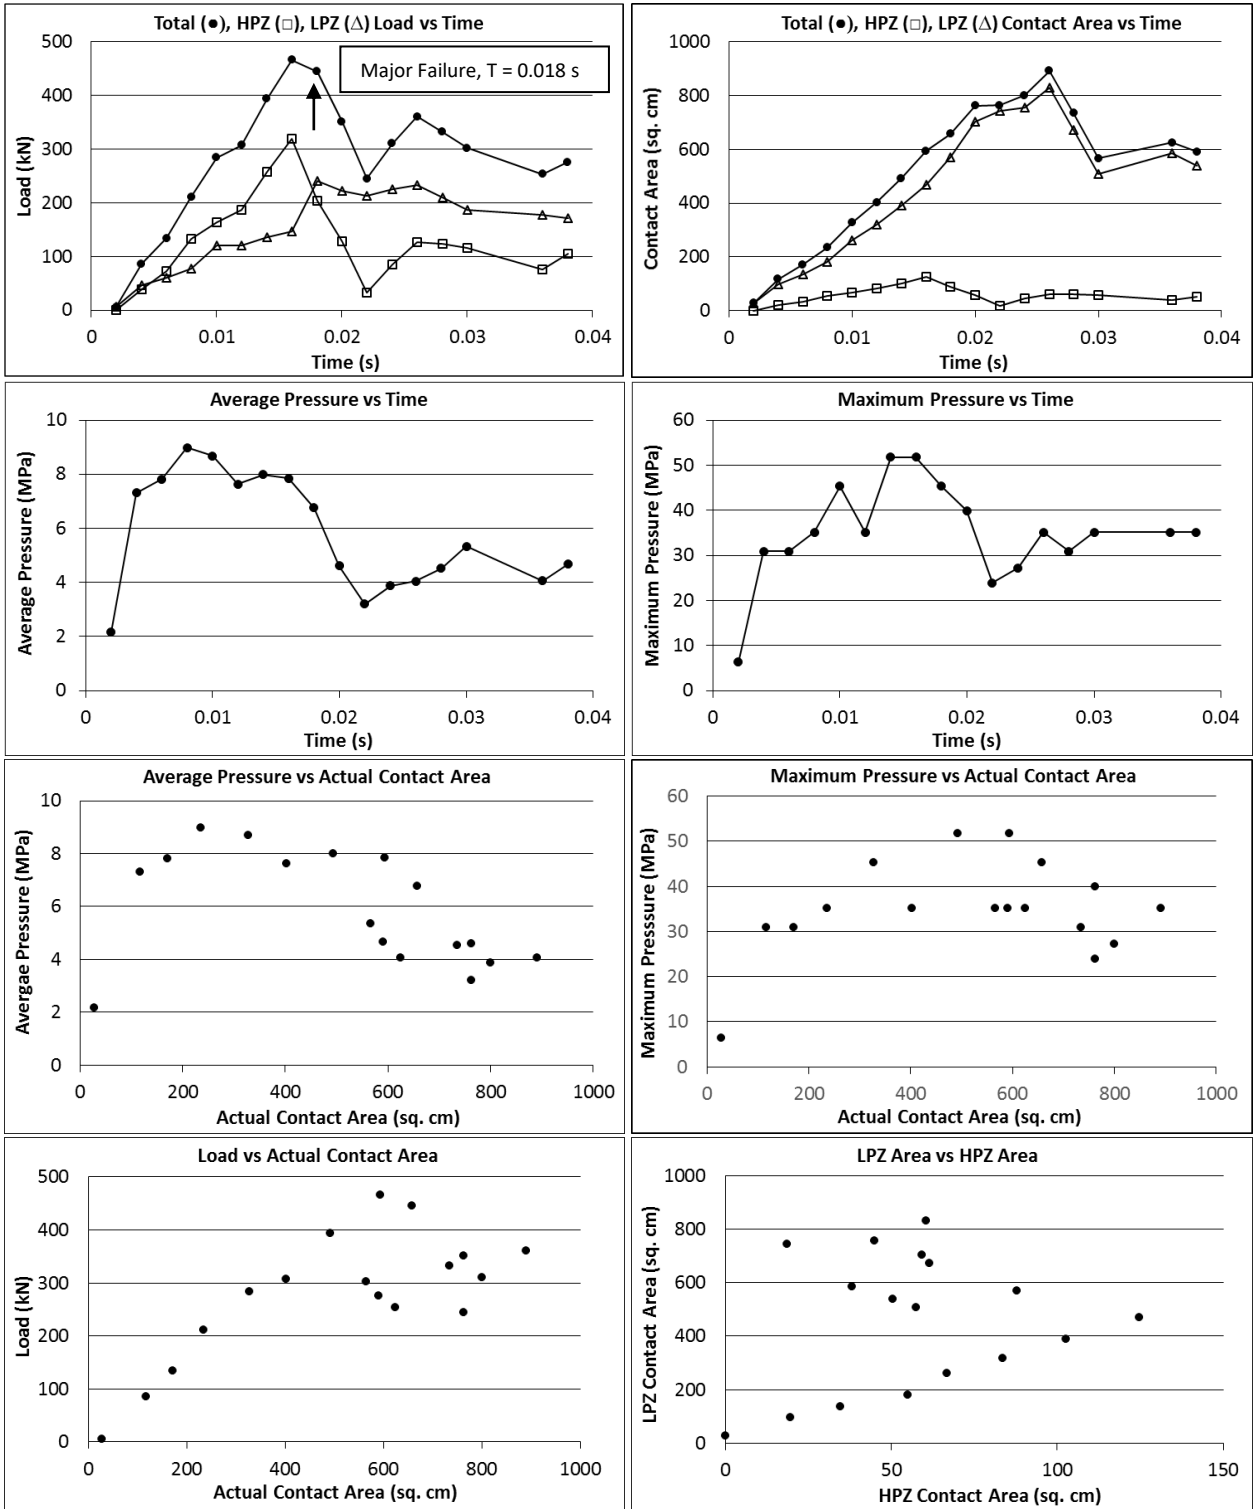 Total (●), HPZ (□), LPZ (Δ) Load vs Time
Major Failure, T = 0.018 s
Load (kN)
500
400
300
200
100
0
0 0.01 0.02 0.03 0.04
Time (s)
Total (●), HPZ (□), LPZ (Δ) Contact Area vs Time
Contact Area (sq. cm)
1000
800
600
400
200
0
0 0.01 0.02 0.03 0.04
Time (s)
Average Pressure vs Time
Average Pressure (MPa)
10
8
6
4
2
0
0 0.01 0.02 0.03 0.04
Time (s)
Maximum Pressure vs Time
Maximum Pressure (MPa)
60
50
40
30
20
10
0
0 0.01 0.02 0.03 0.04
Time (s)
Average Pressure vs Actual Contact Area
Avergae Pressure (MPa)
10
8
6
4
2
0
0 200 400 600 800 1000
Actual Contact Area (sq. cm)
Maximum Pressure vs Actual Contact Area
Maximum Presssure (MPa)
60
50
40
30
20
10
0
0 200 400 600 800 1000
Actual Contact Area (sq. cm)
Load vs Actual Contact Area
Load (kN)
500
400
300
200
100
0
0 200 400 600 800 1000
Actual Contact Area (sq. cm)
LPZ Area vs HPZ Area
LPZ Contact Area (sq. cm)
1000
800
600
400
200
0
0 50 100 150
HPZ Contact Area (sq. cm)